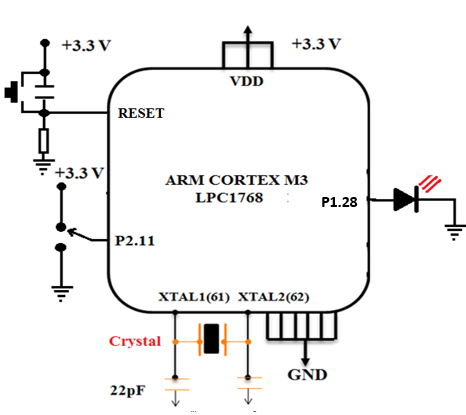 +3.3 V
+3.3 V
VDD
RESET
+3.3 V
ARM CORTEX M3
LPC1768
P1.28
P2.11
XTAL1(61) XTAL2(62)
Crystal
GND
22pF